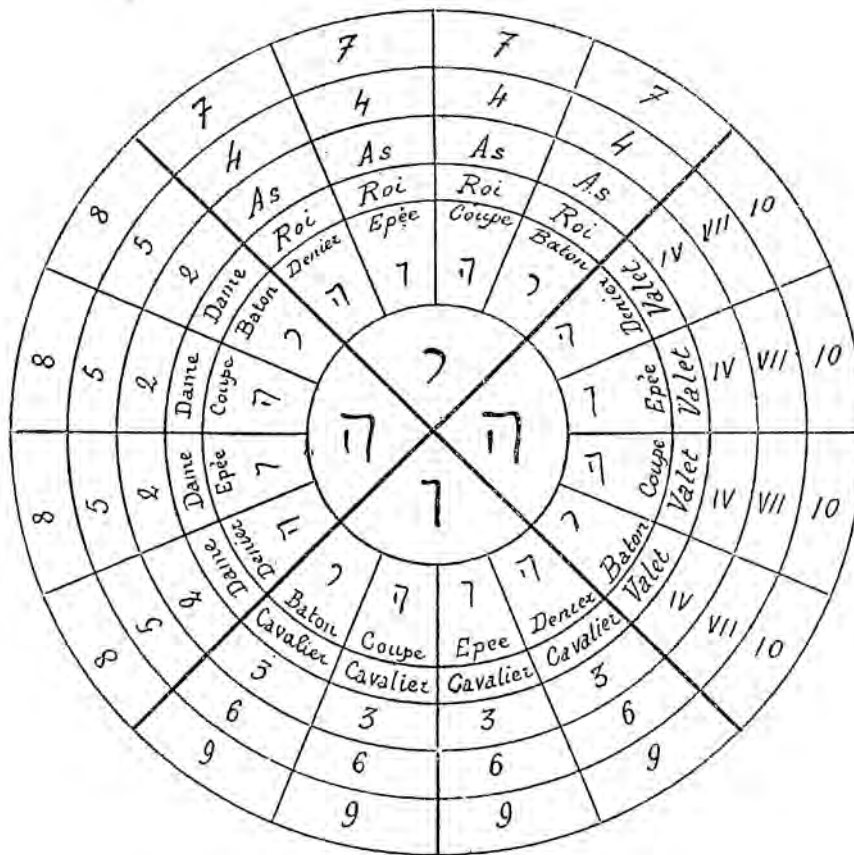 7 7 7 7
4 4 4 4
As As As As
Roi Roi Roi Roi
Denier Epée Coupe Baton
ה ו ה י
8 5 2 Dame Baton י
8 5 2 Dame Coupe ה
8 5 2 Dame Epée ו
8 5 2 Dame Denier ה
י
ה ה
ו
ה Denier Valet IV VII 10
ו Epée Valet IV VII 10
ה Coupe Valet IV VII 10
י Baton Valet IV VII 10
י ה ו ה
Baton Coupe Epee Denier
Cavalier Cavalier Cavalier Cavalier
3 3 3 3
6 6 6 6
9 9 9 9